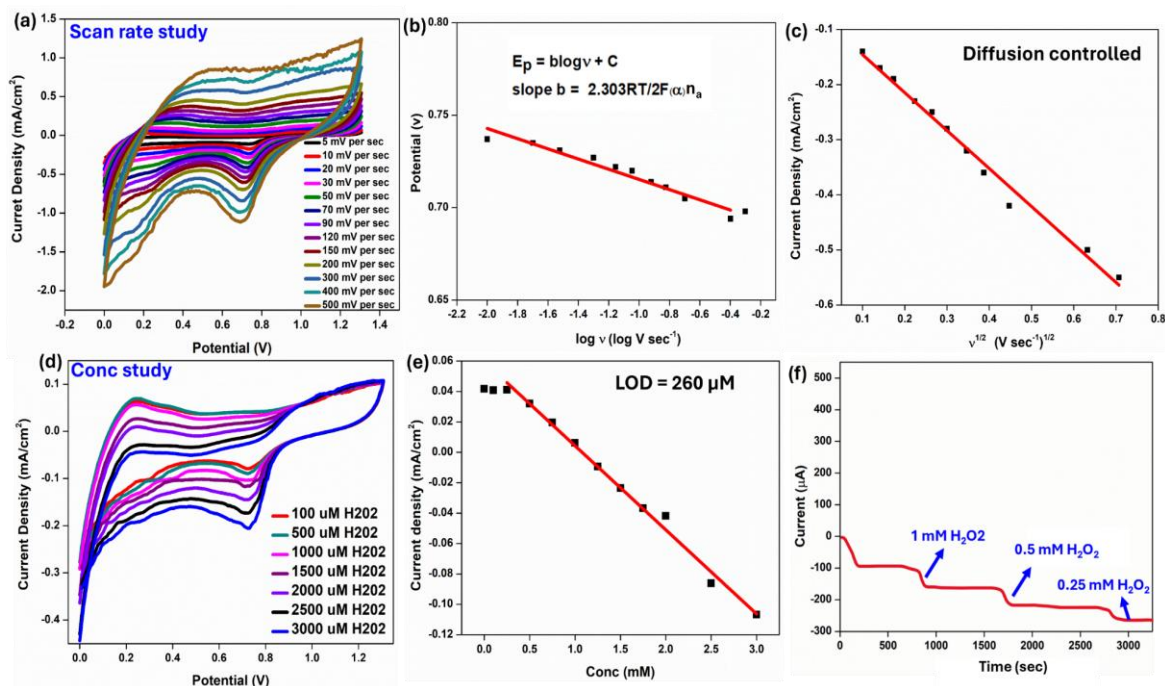 (a)
Scan rate study
Curret Density (mA/cm²)
1.5
1.0
0.5
0.0
-0.5
-1.0
-1.5
-2.0
5 mV per sec
10 mV per sec
20 mV per sec
30 mV per sec
50 mV per sec
70 mV per sec
90 mV per sec
120 mV per sec
150 mV per sec
200 mV per sec
300 mV per sec
400 mV per sec
500 mV per sec
-0.2 0.0 0.2 0.4 0.6 0.8 1.0 1.2 1.4
Potential (V)
(b)
Eₚ = blogν + C
slope b = 2.303RT/2F(α)nₐ
Potential (v)
0.80
0.75
0.70
0.65
-2.2 -2.0 -1.8 -1.6 -1.4 -1.2 -1.0 -0.8 -0.6 -0.4 -0.2
log ν (log V sec⁻¹)
(c)
Diffusion controlled
Current Density (mA/cm²)
-0.1
-0.2
-0.3
-0.4
-0.5
-0.6
0.1 0.2 0.3 0.4 0.5 0.6 0.7 0.8
ν¹/² (V sec⁻¹)¹/²
(d)
Conc study
Current Density (mA/cm²)
0.1
0.0
-0.1
-0.2
-0.3
-0.4
100 uM H202
500 uM H202
1000 uM H202
1500 uM H202
2000 uM H202
2500 uM H202
3000 uM H202
0.0 0.2 0.4 0.6 0.8 1.0 1.2
Potential (V)
(e)
LOD = 260 µM
Current density (mA/cm²)
0.06
0.04
0.02
0.00
-0.02
-0.04
-0.06
-0.08
-0.10
-0.12
0.0 0.5 1.0 1.5 2.0 2.5 3.0
Conc (mM)
(f)
Current (µA)
500
400
300
200
100
0
-100
-200
-300
1 mM H₂O2
0.5 mM H₂O₂
0.25 mM H₂O₂
0 500 1000 1500 2000 2500 3000
Time (sec)